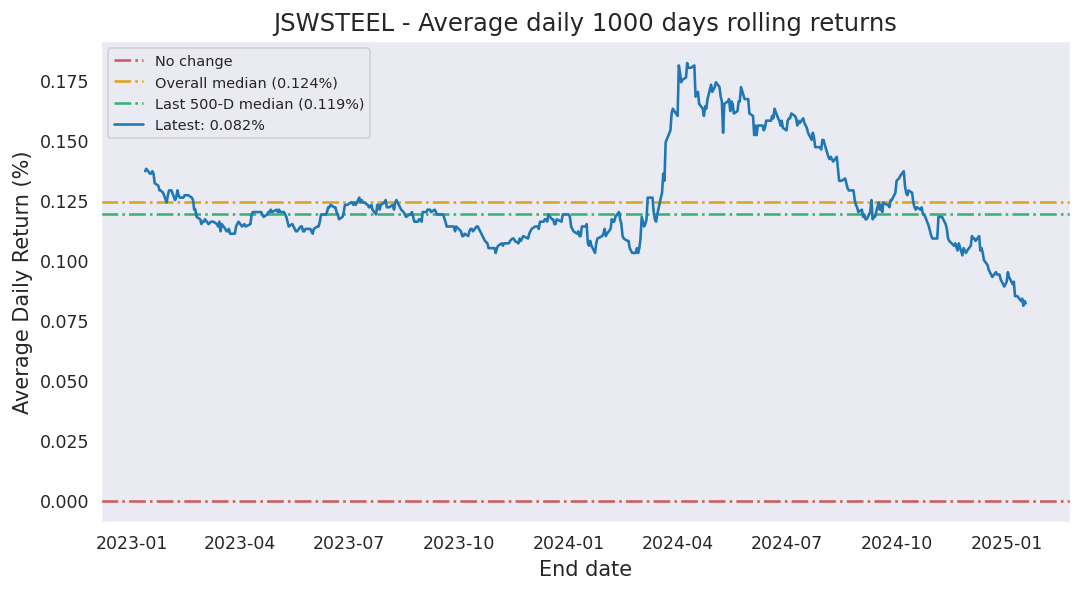 JSWSTEEL - Average daily 1000 days rolling returns
No change
Overall median (0.124%)
Last 500-D median (0.119%)
Latest: 0.082%
Average Daily Return (%)
0.175
0.150
0.125
0.100
0.075
0.050
0.025
0.000
2023-01 2023-04 2023-07 2023-10 2024-01 2024-04 2024-07 2024-10 2025-01
End date